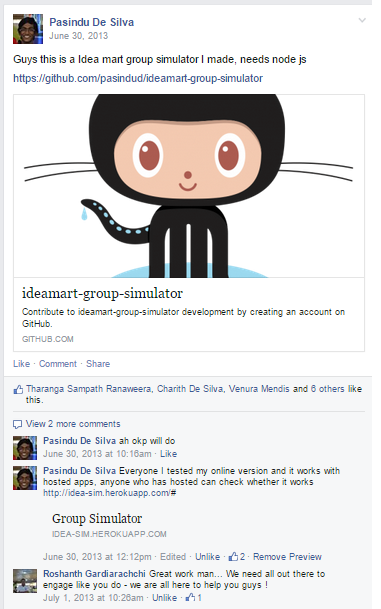 Pasindu De Silva
June 30, 2013
Guys this is a Idea mart group simulator I made, needs node js
https://github.com/pasindud/ideamart-group-simulator
ideamart-group-simulator
Contribute to ideamart-group-simulator development by creating an account on
GitHub.
GITHUB.COM
Like · Comment · Share
Tharanga Sampath Ranaweera, Charith De Silva, Venura Mendis and 6 others like
this.
View 2 more comments
Pasindu De Silva ah okp will do
June 30, 2013 at 10:16am · Like
Pasindu De Silva Everyone I tested my online version and it works with
hosted apps, anyone who has hosted can check whether it works
http://idea-sim.herokuapp.com/#
Group Simulator
IDEA-SIM.HEROKUAPP.COM
June 30, 2013 at 12:12pm · Edited · Unlike · 2 · Remove Preview
Roshanth Gardiarachchi Great work man... We need all out there to
engage like you do - we are all here to help you guys !
July 1, 2013 at 10:26am · Unlike · 1